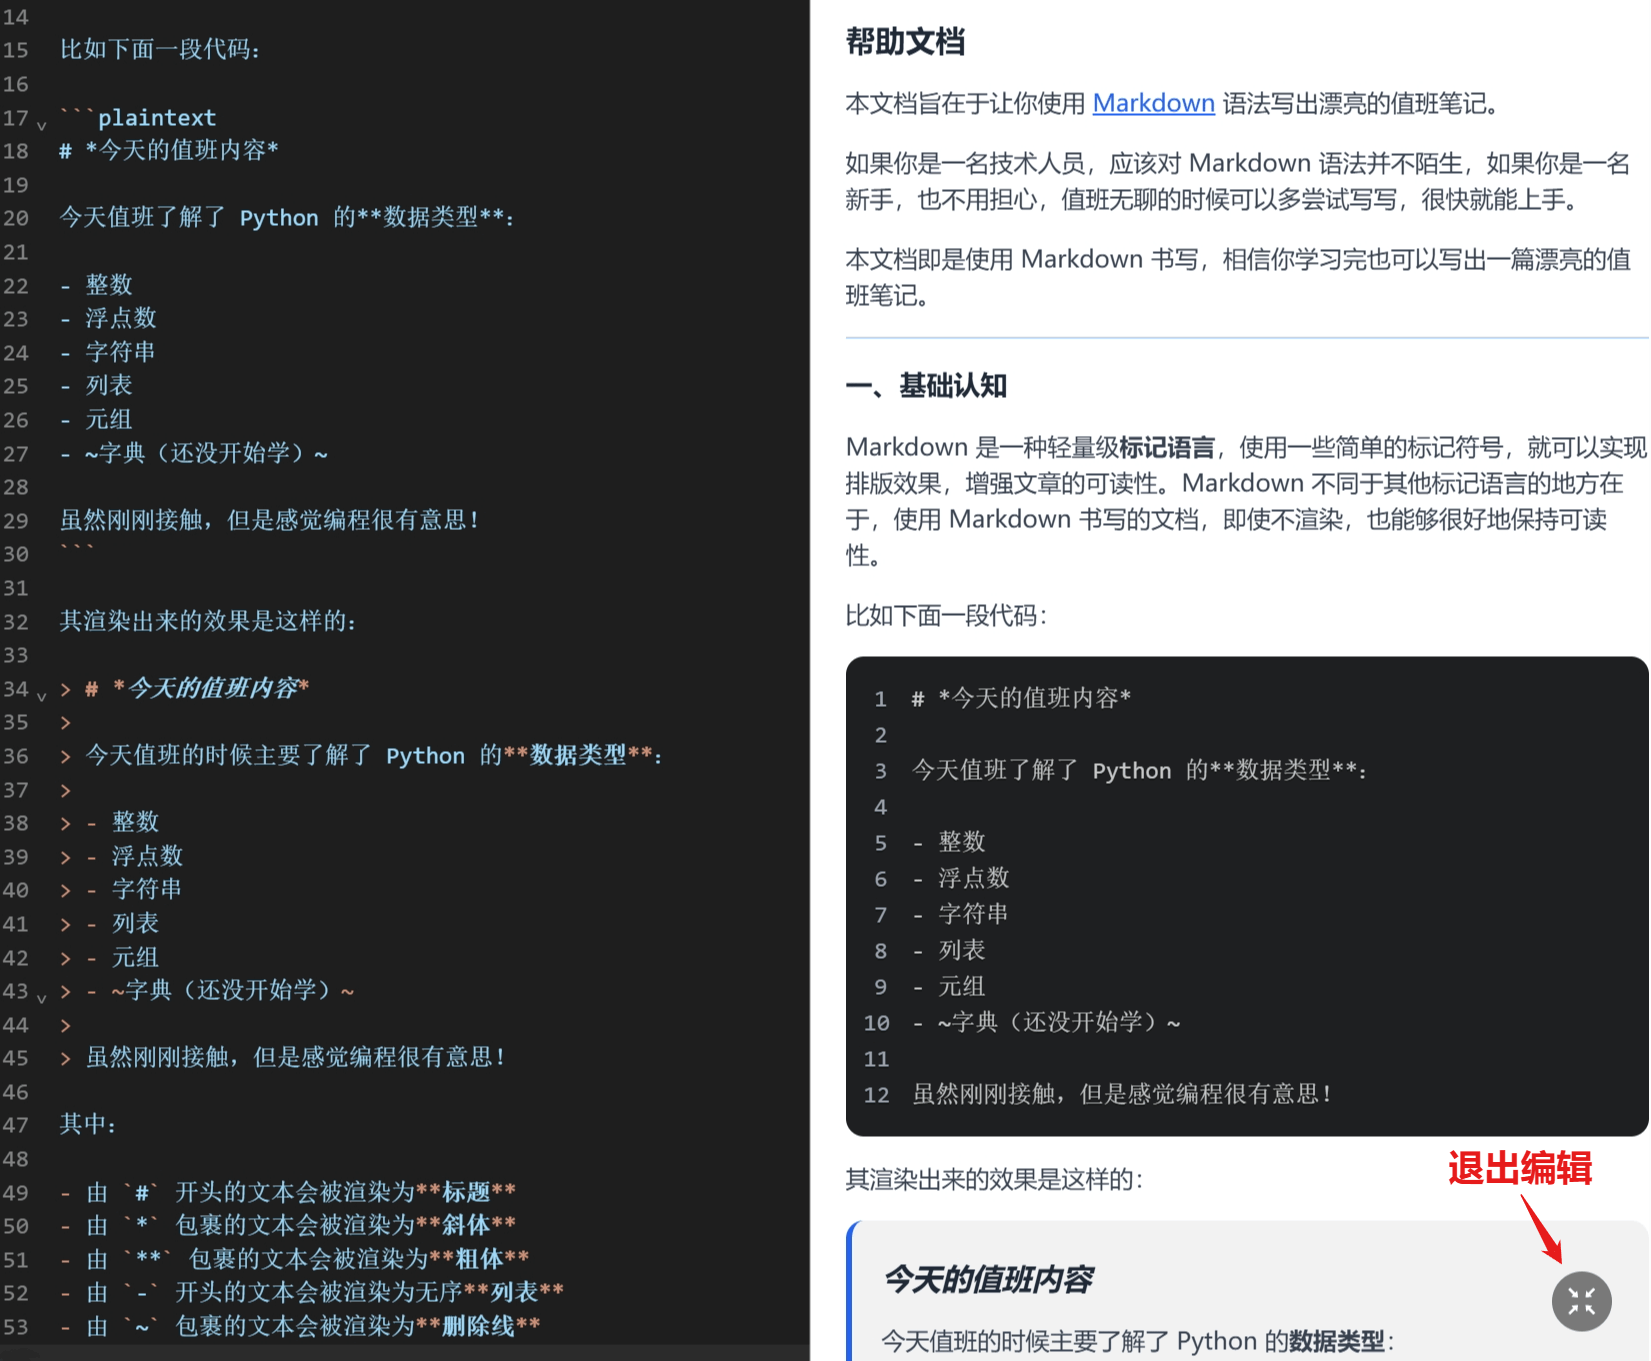 14
15 比如下面一段代码：
16
17 ```plaintext
18 # *今天的值班内容*
19
20 今天值班了解了 Python 的**数据类型**：
21
22 - 整数
23 - 浮点数
24 - 字符串
25 - 列表
26 - 元组
27 - ~字典（还没开始学）~
28
29 虽然刚刚接触，但是感觉编程很有意思！
30 ```
31
32 其渲染出来的效果是这样的：
33
34 > # *今天的值班内容*
35 >
36 > 今天值班的时候主要了解了 Python 的**数据类型**：
37 >
38 > - 整数
39 > - 浮点数
40 > - 字符串
41 > - 列表
42 > - 元组
43 > - ~字典（还没开始学）~
44 >
45 > 虽然刚刚接触，但是感觉编程很有意思！
46
47 其中：
48
49 - 由 `#` 开头的文本会被渲染为**标题**
50 - 由 `*` 包裹的文本会被渲染为**斜体**
51 - 由 `**` 包裹的文本会被渲染为**粗体**
52 - 由 `-` 开头的文本会被渲染为无序**列表**
53 - 由 `~` 包裹的文本会被渲染为**删除线**
帮助文档
本文档旨在于让你使用 Markdown 语法写出漂亮的值班笔记。
如果你是一名技术人员，应该对 Markdown 语法并不陌生，如果你是一名
新手，也不用担心，值班无聊的时候可以多尝试写写，很快就能上手。
本文档即是使用 Markdown 书写，相信你学习完也可以写出一篇漂亮的值
班笔记。
一、基础认知
Markdown 是一种轻量级标记语言，使用一些简单的标记符号，就可以实现
排版效果，增强文章的可读性。Markdown 不同于其他标记语言的地方在
于，使用 Markdown 书写的文档，即使不渲染，也能够很好地保持可读
性。
比如下面一段代码：
1 # *今天的值班内容*
2
3 今天值班了解了 Python 的**数据类型**：
4
5 - 整数
6 - 浮点数
7 - 字符串
8 - 列表
9 - 元组
10 - ~字典（还没开始学）~
11
12 虽然刚刚接触，但是感觉编程很有意思！
其渲染出来的效果是这样的：
退出编辑
今天的值班内容
今天值班的时候主要了解了 Python 的数据类型：